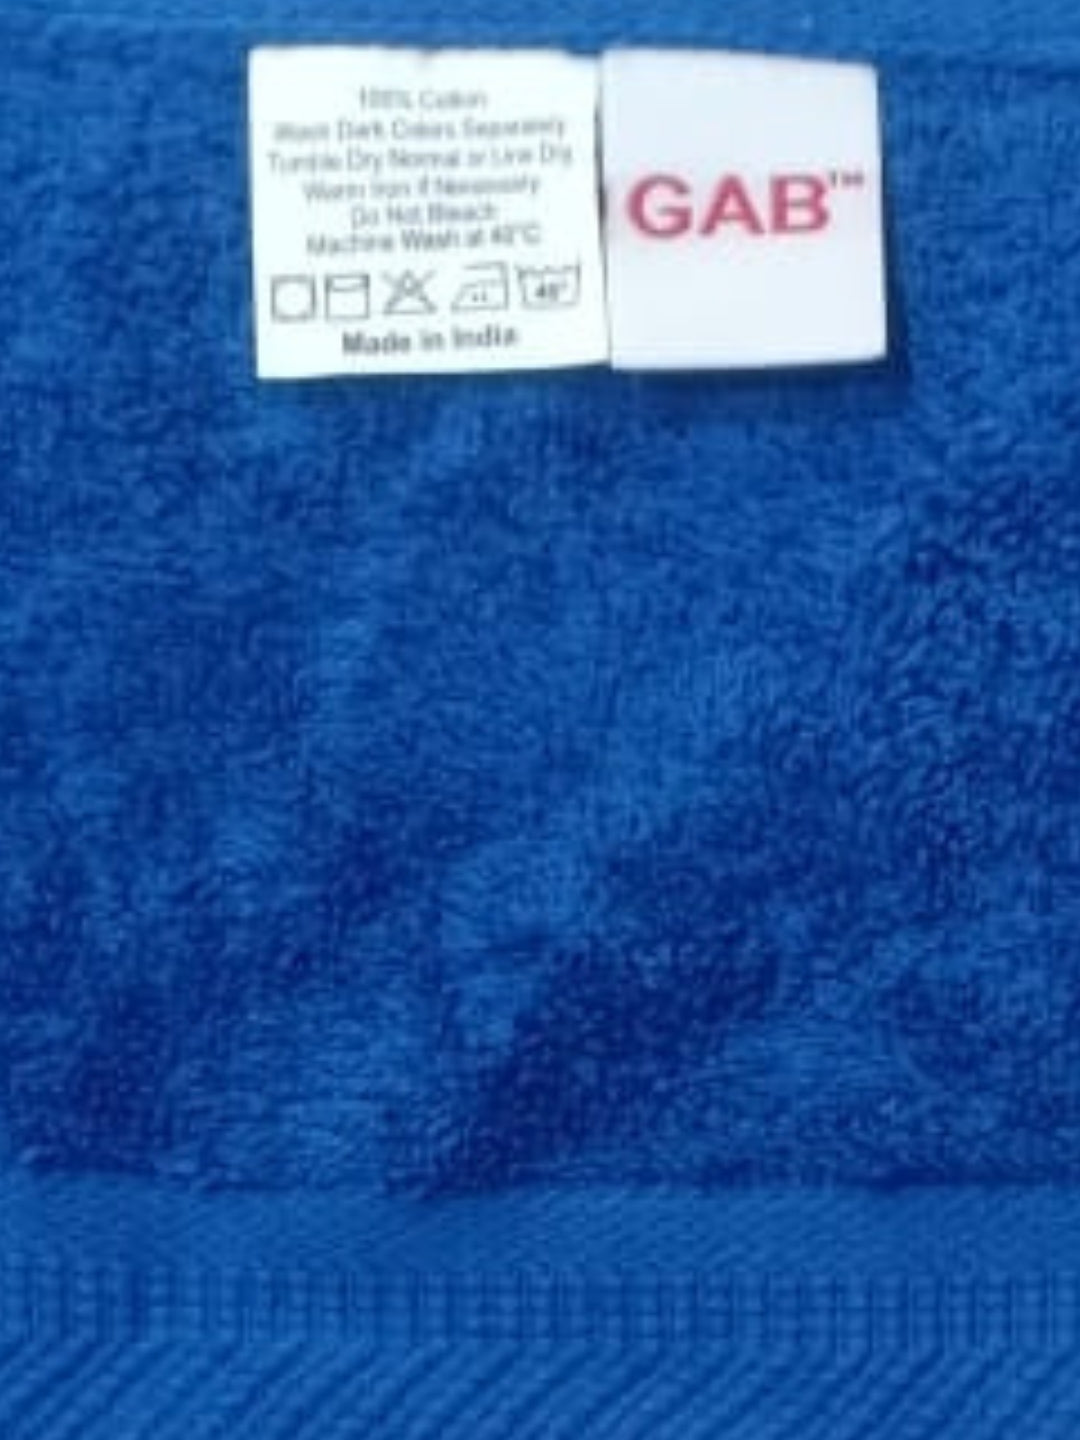 100% Cotton
Wash Dark Colors Separately
Tumble Dry Normal or Line Dry
Warm Iron if Necessary
Do Not Bleach
Machine Wash at 40°C
40°
Made in India
GAB™